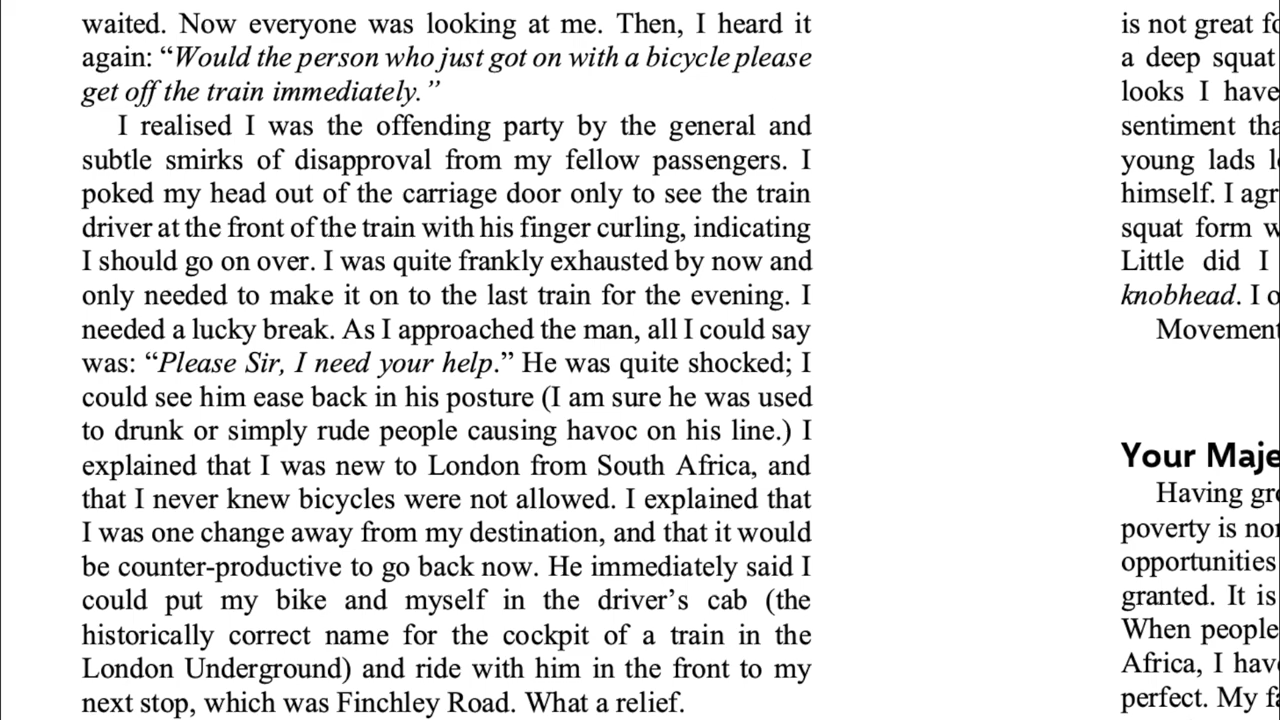 waited. Now everyone was looking at me. Then, I heard it
again: “Would the person who just got on with a bicycle please
get off the train immediately.”
I realised I was the offending party by the general and
subtle smirks of disapproval from my fellow passengers. I
poked my head out of the carriage door only to see the train
driver at the front of the train with his finger curling, indicating
I should go on over. I was quite frankly exhausted by now and
only needed to make it on to the last train for the evening. I
needed a lucky break. As I approached the man, all I could say
was: “Please Sir, I need your help.” He was quite shocked; I
could see him ease back in his posture (I am sure he was used
to drunk or simply rude people causing havoc on his line.) I
explained that I was new to London from South Africa, and
that I never knew bicycles were not allowed. I explained that
I was one change away from my destination, and that it would
be counter-productive to go back now. He immediately said I
could put my bike and myself in the driver’s cab (the
historically correct name for the cockpit of a train in the
London Underground) and ride with him in the front to my
next stop, which was Finchley Road. What a relief.
is not great
a deep squat
looks I have
sentiment
young lads
himself. I
squat form
Little did I
knobhead. I
Movement
Your
Having
poverty is
opportunities
granted. It is
When people
Africa, I
perfect. My